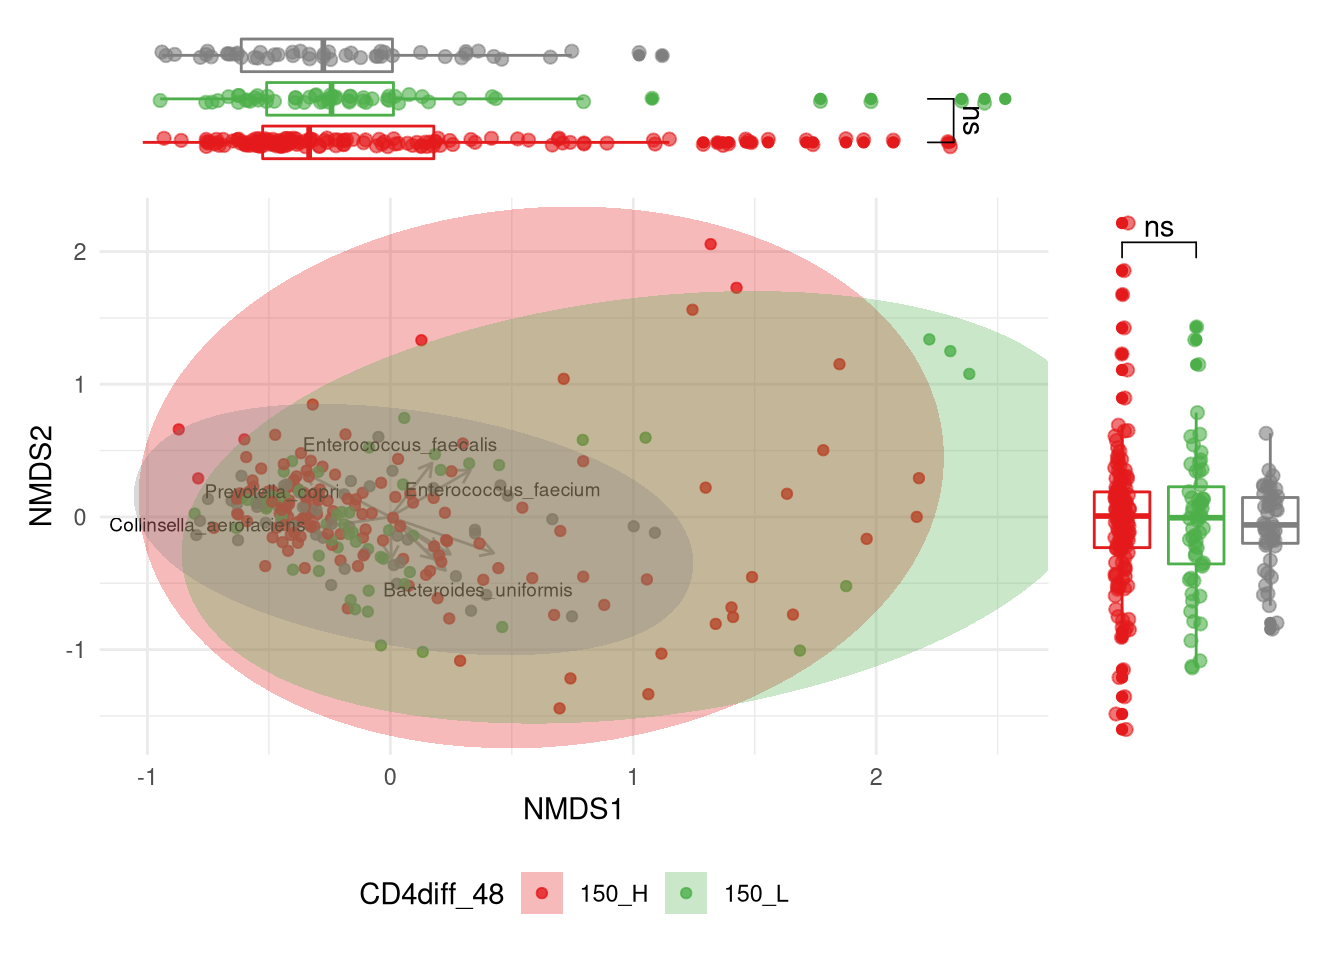 ns
ns
2
1
0
-1
NMDS2
Enterococcus_faecalis
Prevotella_copri
Enterococcus_faecium
Collinsella_aerofaciens
Bacteroides_uniformis
-1
0
1
2
NMDS1
CD4diff_48
150_H
150_L